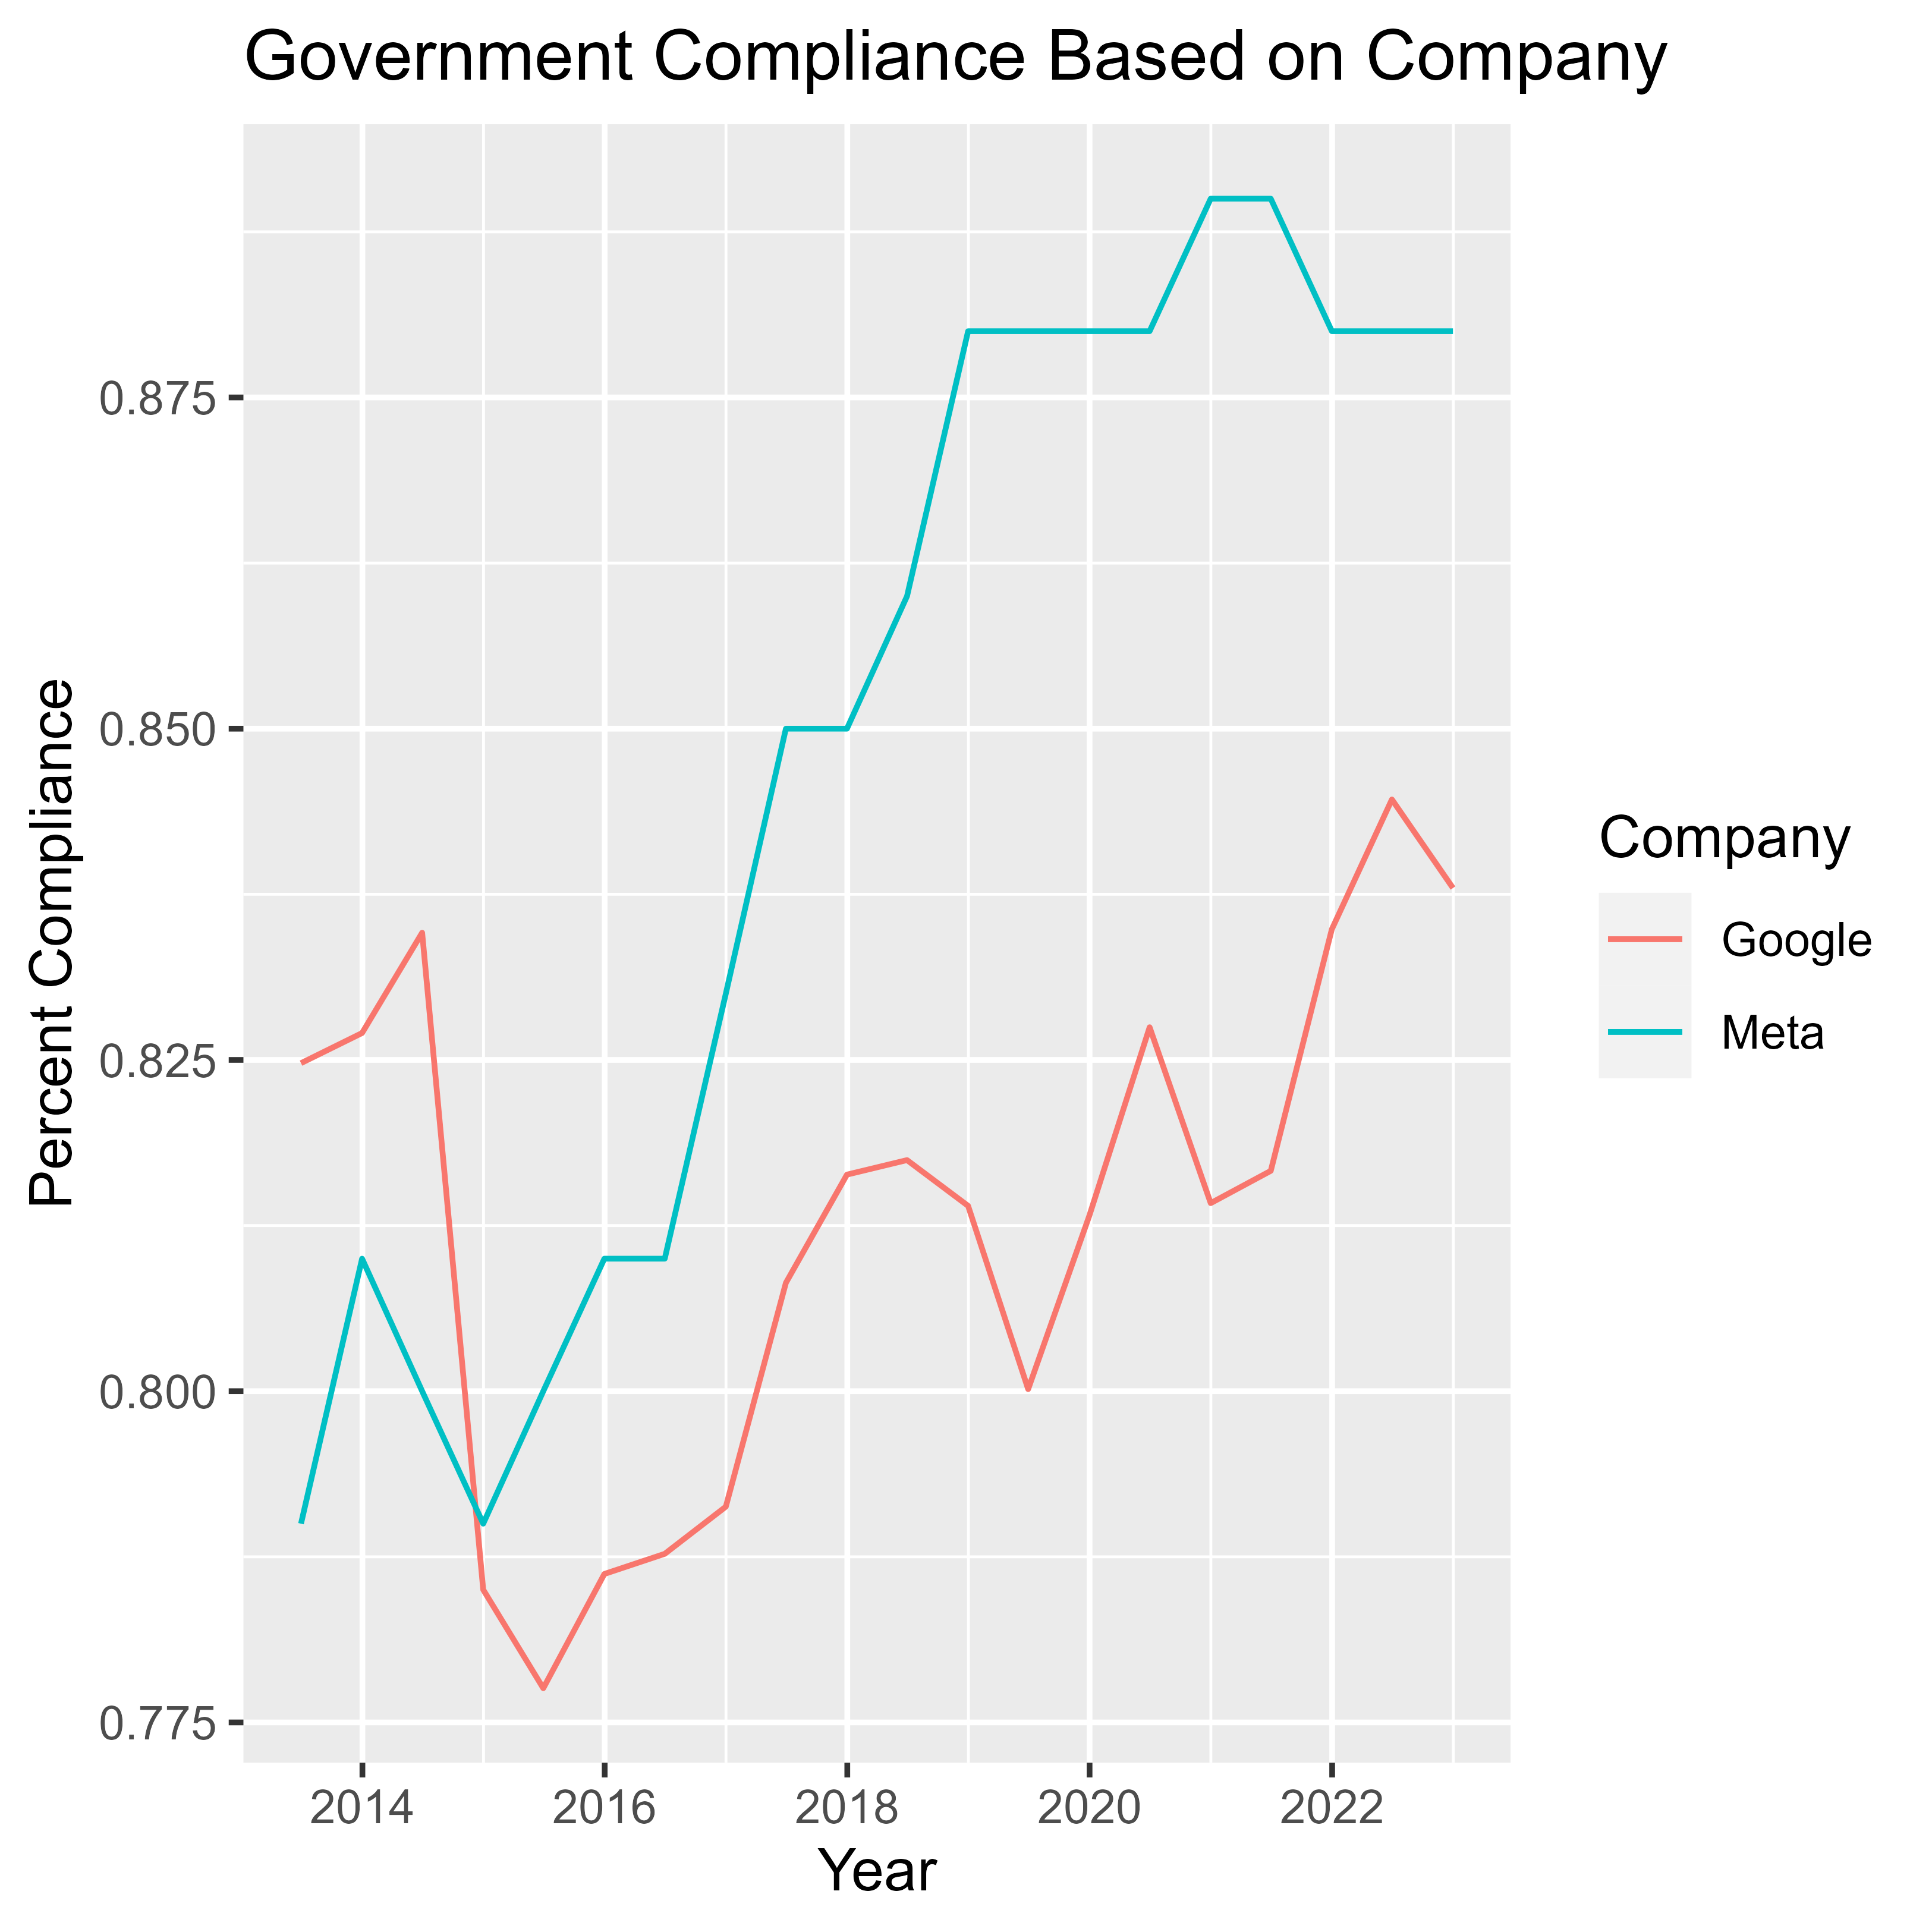 Government Compliance Based on Company
Percent Compliance
0.875
0.850
0.825
0.800
0.775
2014
2016
2018
2020
2022
Year
Company
Google
Meta